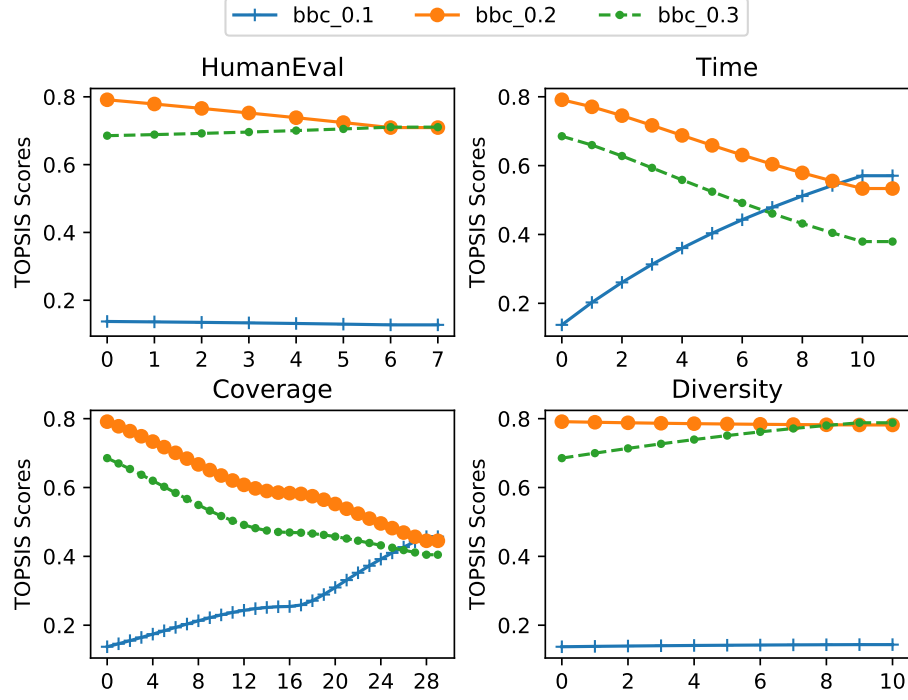 bbc_0.1 bbc_0.2 bbc_0.3
HumanEval
TOPSIS Scores
0.8
0.6
0.4
0.2
0 1 2 3 4 5 6 7
Time
TOPSIS Scores
0.8
0.6
0.4
0.2
0 2 4 6 8 10
Coverage
TOPSIS Scores
0.8
0.6
0.4
0.2
0 4 8 12 16 20 24 28
Diversity
TOPSIS Scores
0.8
0.6
0.4
0.2
0 2 4 6 8 10